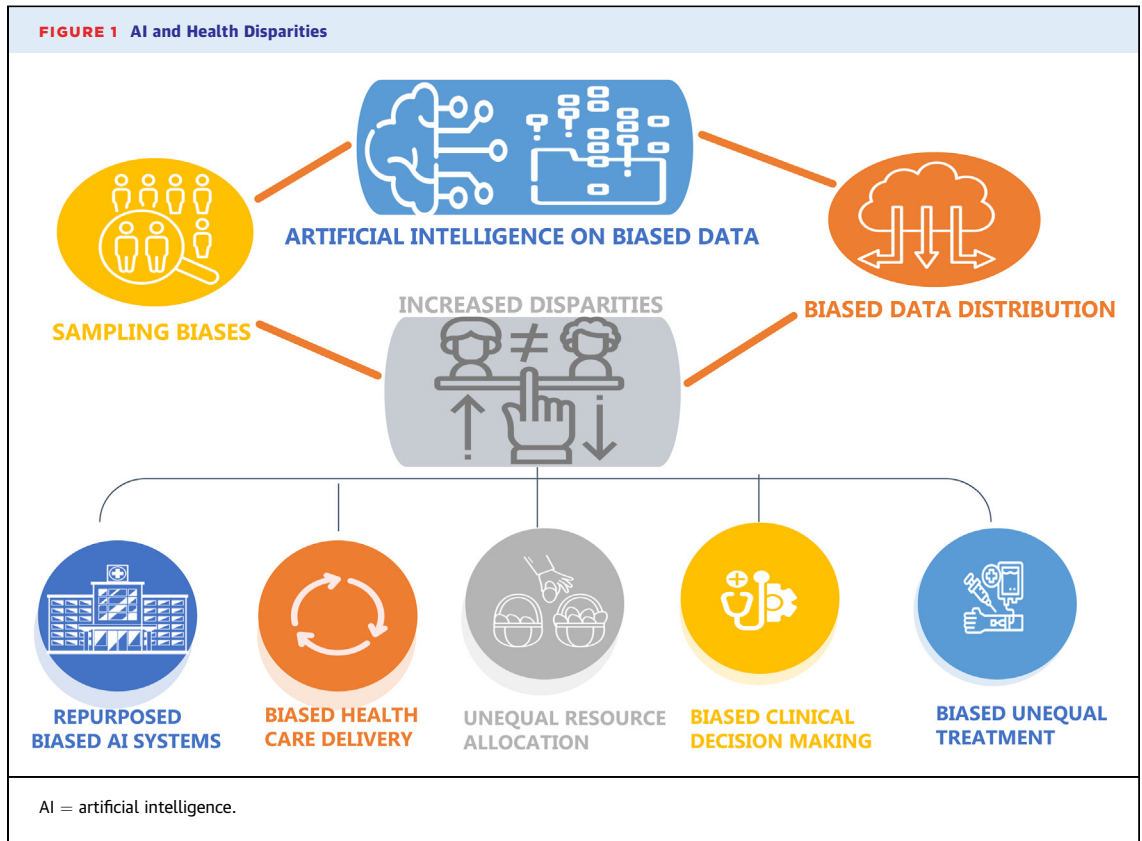 FIGURE 1 AI and Health Disparities
ARTIFICIAL INTELLIGENCE ON BIASED DATA
SAMPLING BIASES
INCREASED DISPARITIES
BIASED DATA DISTRIBUTION
REPURPOSED
BIASED AI SYSTEMS
BIASED HEALTH
CARE DELIVERY
UNEQUAL RESOURCE
ALLOCATION
BIASED CLINICAL
DECISION MAKING
BIASED UNEQUAL
TREATMENT
AI = artificial intelligence.